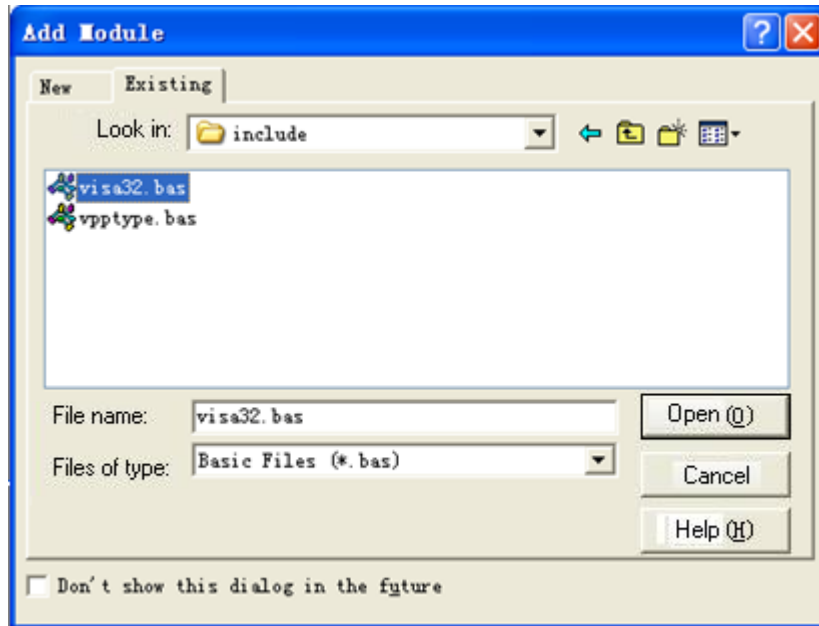 Add Module
New Existing
Look in: include
visa32.bas
vpptype.bas
File name: visa32.bas Open (O)
Files of type: Basic Files (*.bas)
Cancel
Help (H)
Don't show this dialog in the future